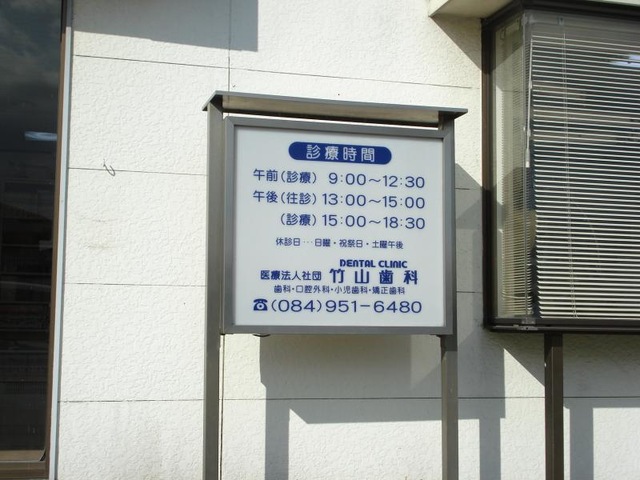 診療時間
午前(診療) 9:00〜12:30
午後(往診) 13:00〜15:00
(診療) 15:00〜18:30
休診日…日曜・祝祭日・土曜午後
DENTAL CLINIC
医療法人社団 竹山歯科
歯科・口腔外科・小児歯科・矯正歯科
☎(084)951-6480